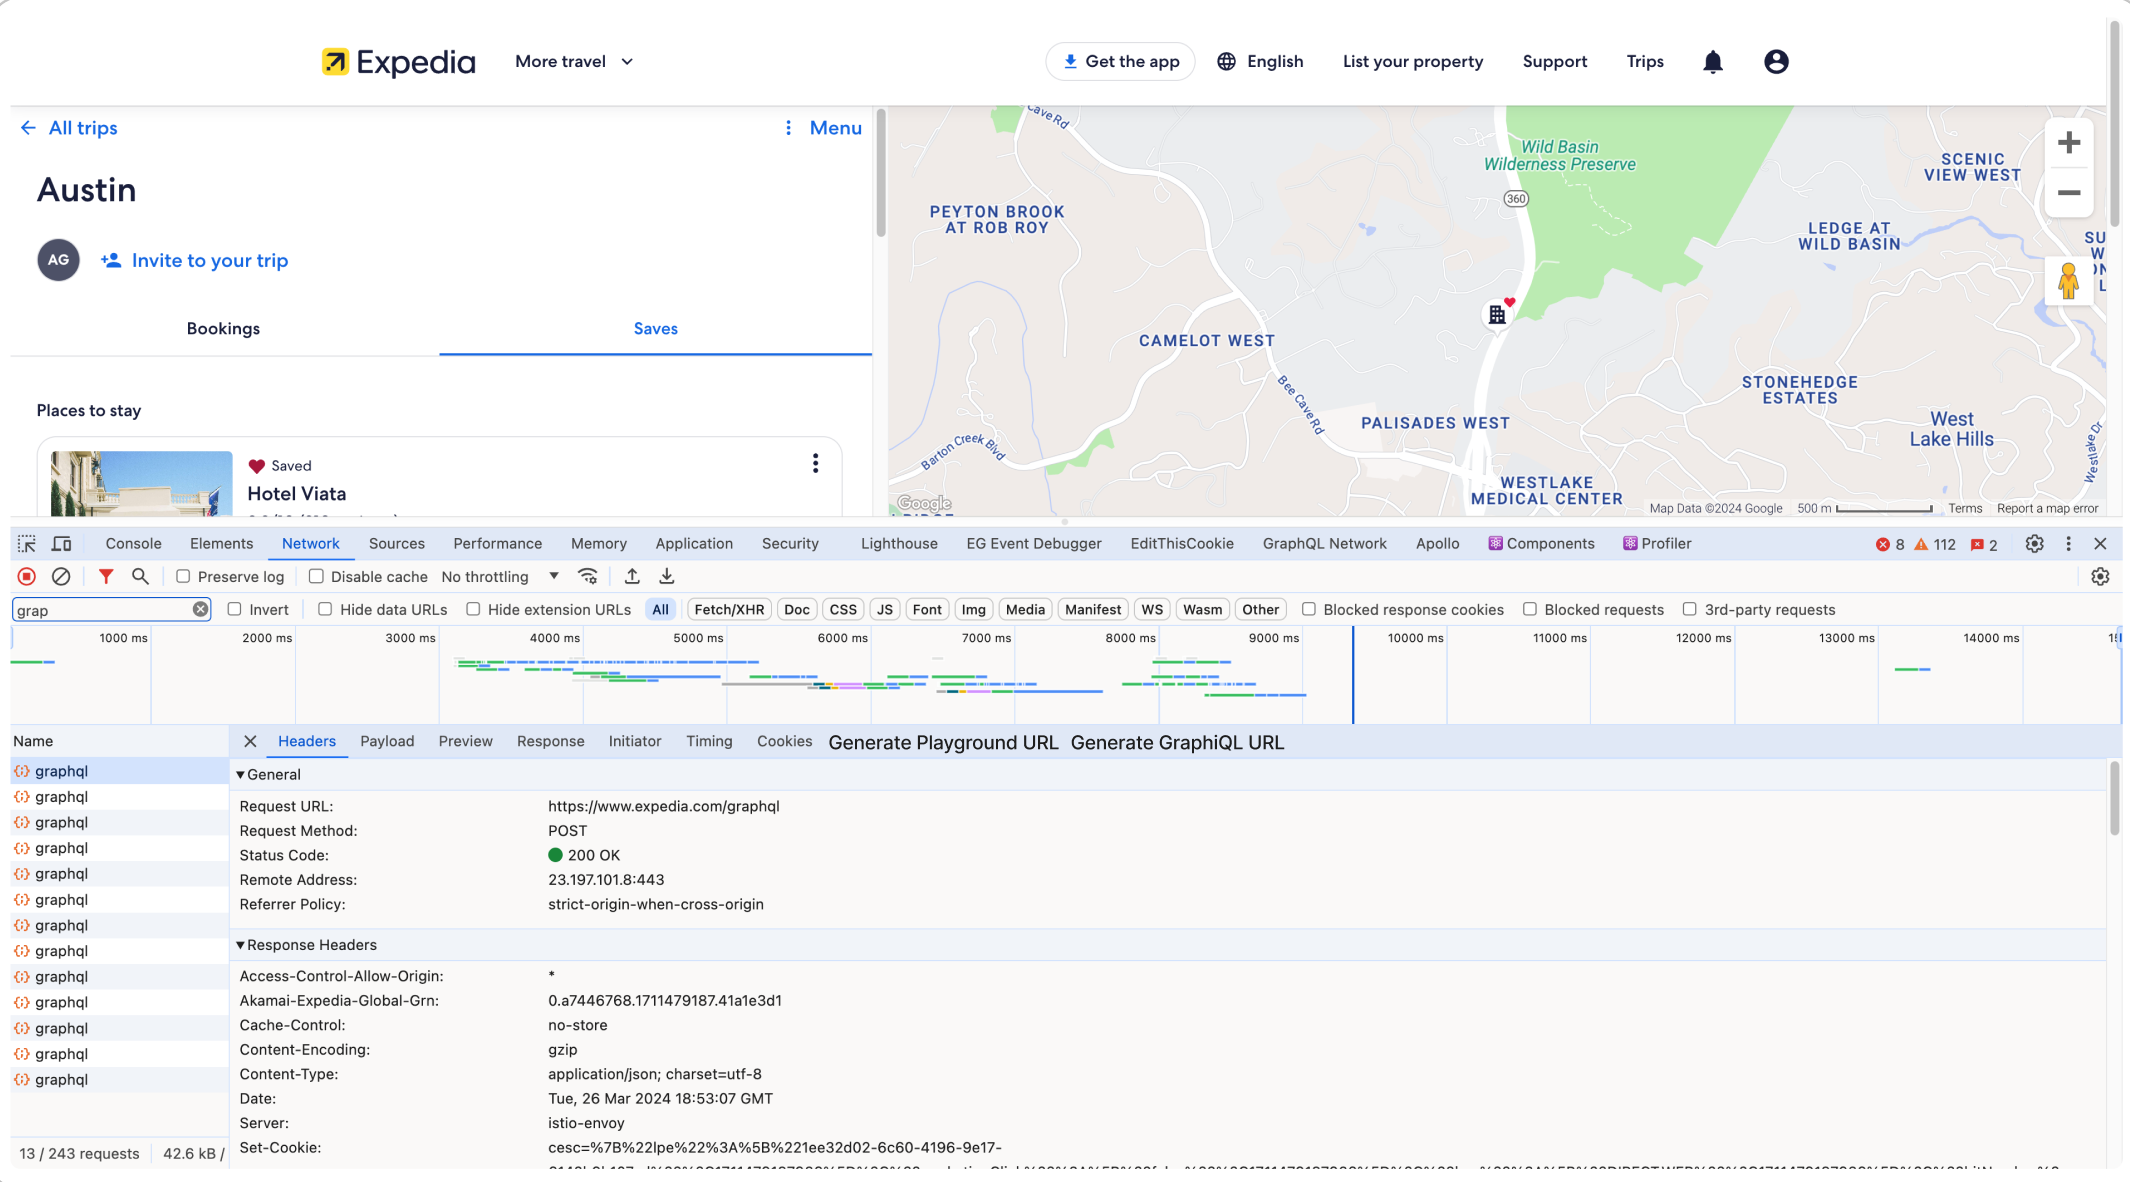 Expedia More travel Get the app English List your property Support Trips
All trips Menu
Austin
AG Invite to your trip
Bookings Saves
Places to stay
Saved
Hotel Viata
Cave Rd
Wild Basin
Wilderness Preserve
360
SCENIC
VIEW WEST
PEYTON BROOK
AT ROB ROY
LEDGE AT
WILD BASIN
SU
W
ON
L
CAMELOT WEST
Bee Cave Rd
STONEHEDGE
ESTATES
PALISADES WEST
West
Lake Hills
Westlake Dr
Barton Creek Blvd
WESTLAKE
MEDICAL CENTER
Google
Map Data ©2024 Google 500 m Terms Report a map error
Console Elements Network Sources Performance Memory Application Security Lighthouse EG Event Debugger EditThisCookie GraphQL Network Apollo Components Profiler 8 112 2
Preserve log Disable cache No throttling
grap Invert Hide data URLs Hide extension URLs All Fetch/XHR Doc CSS JS Font Img Media Manifest WS Wasm Other Blocked response cookies Blocked requests 3rd-party requests
1000 ms 2000 ms 3000 ms 4000 ms 5000 ms 6000 ms 7000 ms 8000 ms 9000 ms 10000 ms 11000 ms 12000 ms 13000 ms 14000 ms
Name Headers Payload Preview Response Initiator Timing Cookies Generate Playground URL Generate GraphiQL URL
graphql
graphql
graphql
graphql
graphql
graphql
graphql
graphql
graphql
graphql
graphql
graphql
graphql
13 / 243 requests 42.6 kB /
General
Request URL: https://www.expedia.com/graphql
Request Method: POST
Status Code: 200 OK
Remote Address: 23.197.101.8:443
Referrer Policy: strict-origin-when-cross-origin
Response Headers
Access-Control-Allow-Origin: *
Akamai-Expedia-Global-Grn: 0.a7446768.1711479187.41a1e3d1
Cache-Control: no-store
Content-Encoding: gzip
Content-Type: application/json; charset=utf-8
Date: Tue, 26 Mar 2024 18:53:07 GMT
Server: istio-envoy
Set-Cookie: cesc=%7B%22lpe%22%3A%5B%221ee32d02-6c60-4196-9e17-